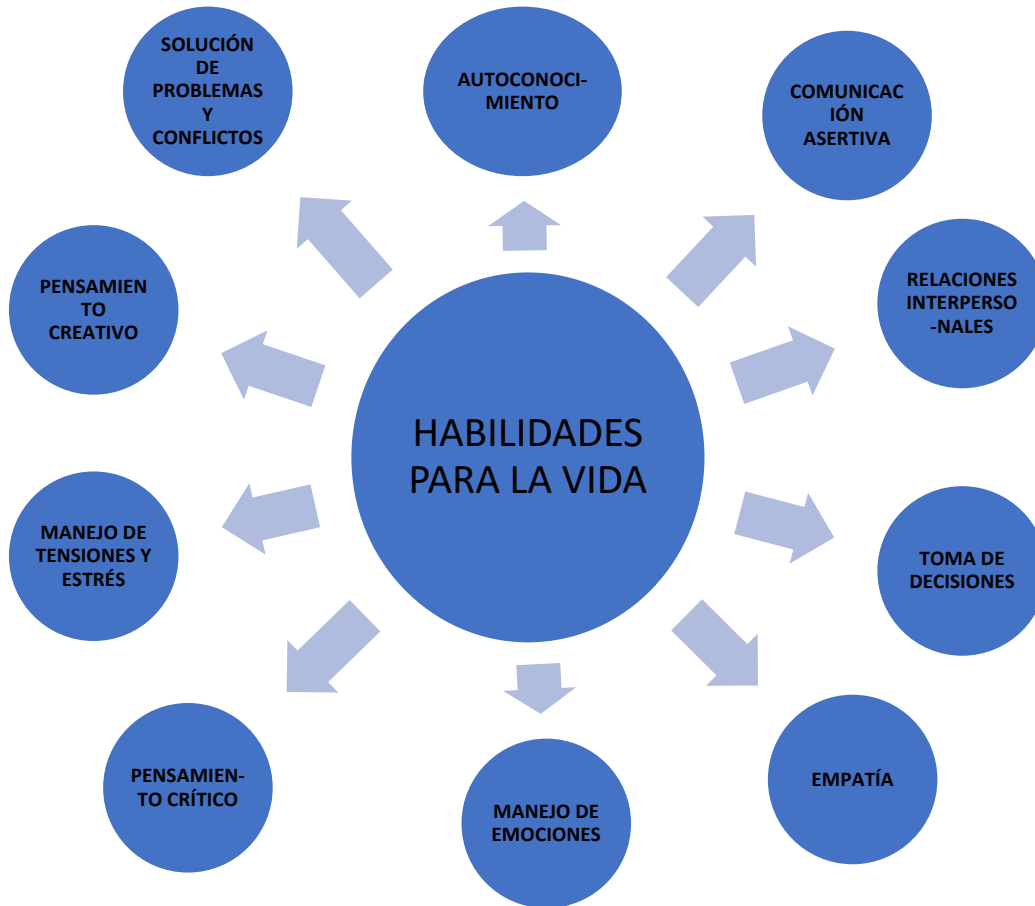 SOLUCIÓN
DE
PROBLEMAS
Y
CONFLICTOS
AUTOCONOCI-
MIENTO
COMUNICAC
IÓN
ASERTIVA
PENSAMIEN
TO
CREATIVO
RELACIONES
INTERPERSO
-NALES
HABILIDADES
PARA LA VIDA
MANEJO DE
TENSIONES Y
ESTRÉS
TOMA DE
DECISIONES
PENSAMIEN-
TO CRÍTICO
MANEJO DE
EMOCIONES
EMPATÍA